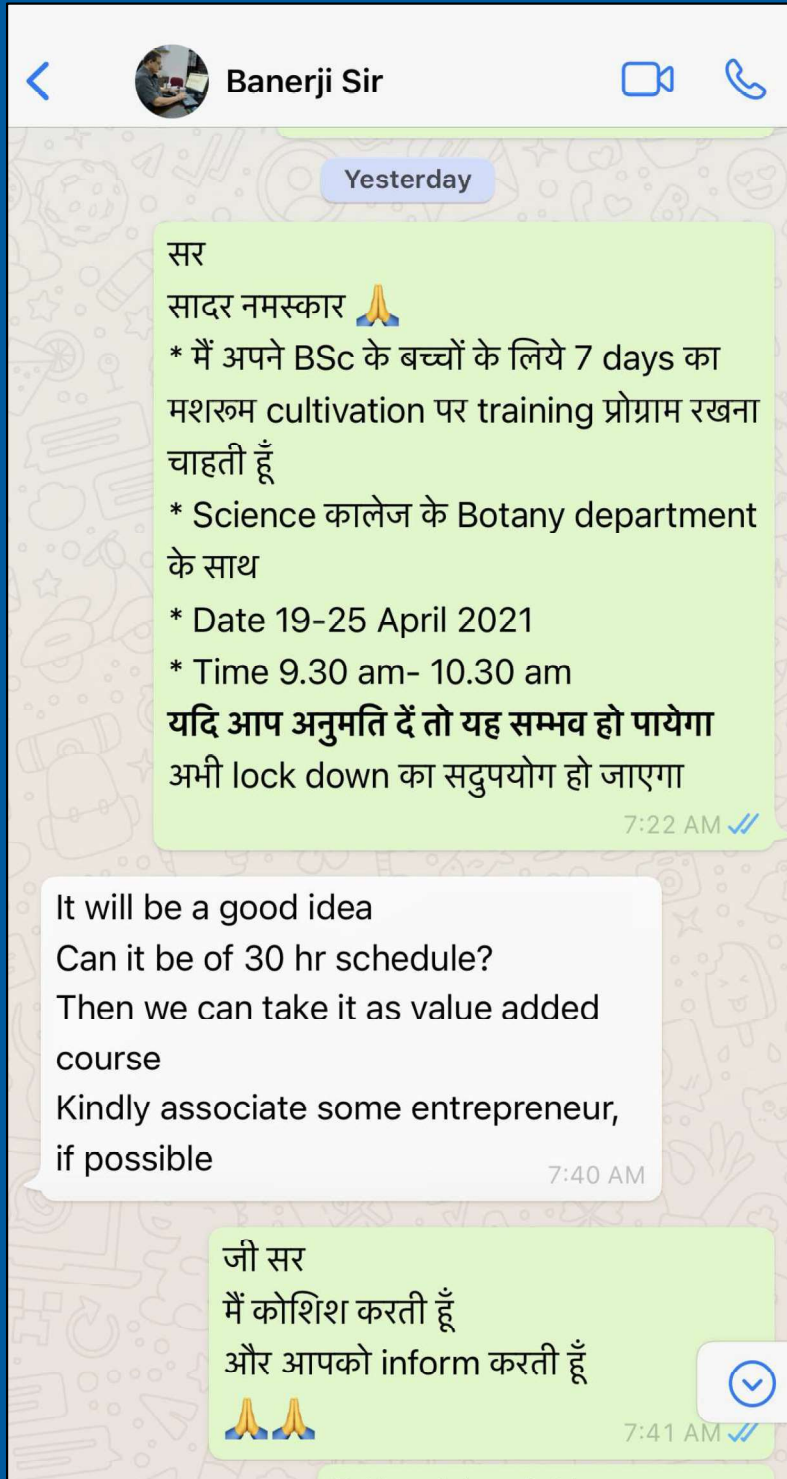 Banerji Sir
Yesterday
सर
सादर नमस्कार 🙏
* मैं अपने BSc के बच्चों के लिये 7 days का
मशरूम cultivation पर training प्रोग्राम रखना
चाहती हूँ
* Science कालेज के Botany department
के साथ
* Date 19-25 April 2021
* Time 9.30 am- 10.30 am
यदि आप अनुमति दें तो यह सम्भव हो पायेगा
अभी lock down का सदुपयोग हो जाएगा
7:22 AM
It will be a good idea
Can it be of 30 hr schedule?
Then we can take it as value added
course
Kindly associate some entrepreneur,
if possible
7:40 AM
जी सर
मैं कोशिश करती हूँ
और आपको inform करती हूँ
🙏🙏
7:41 AM